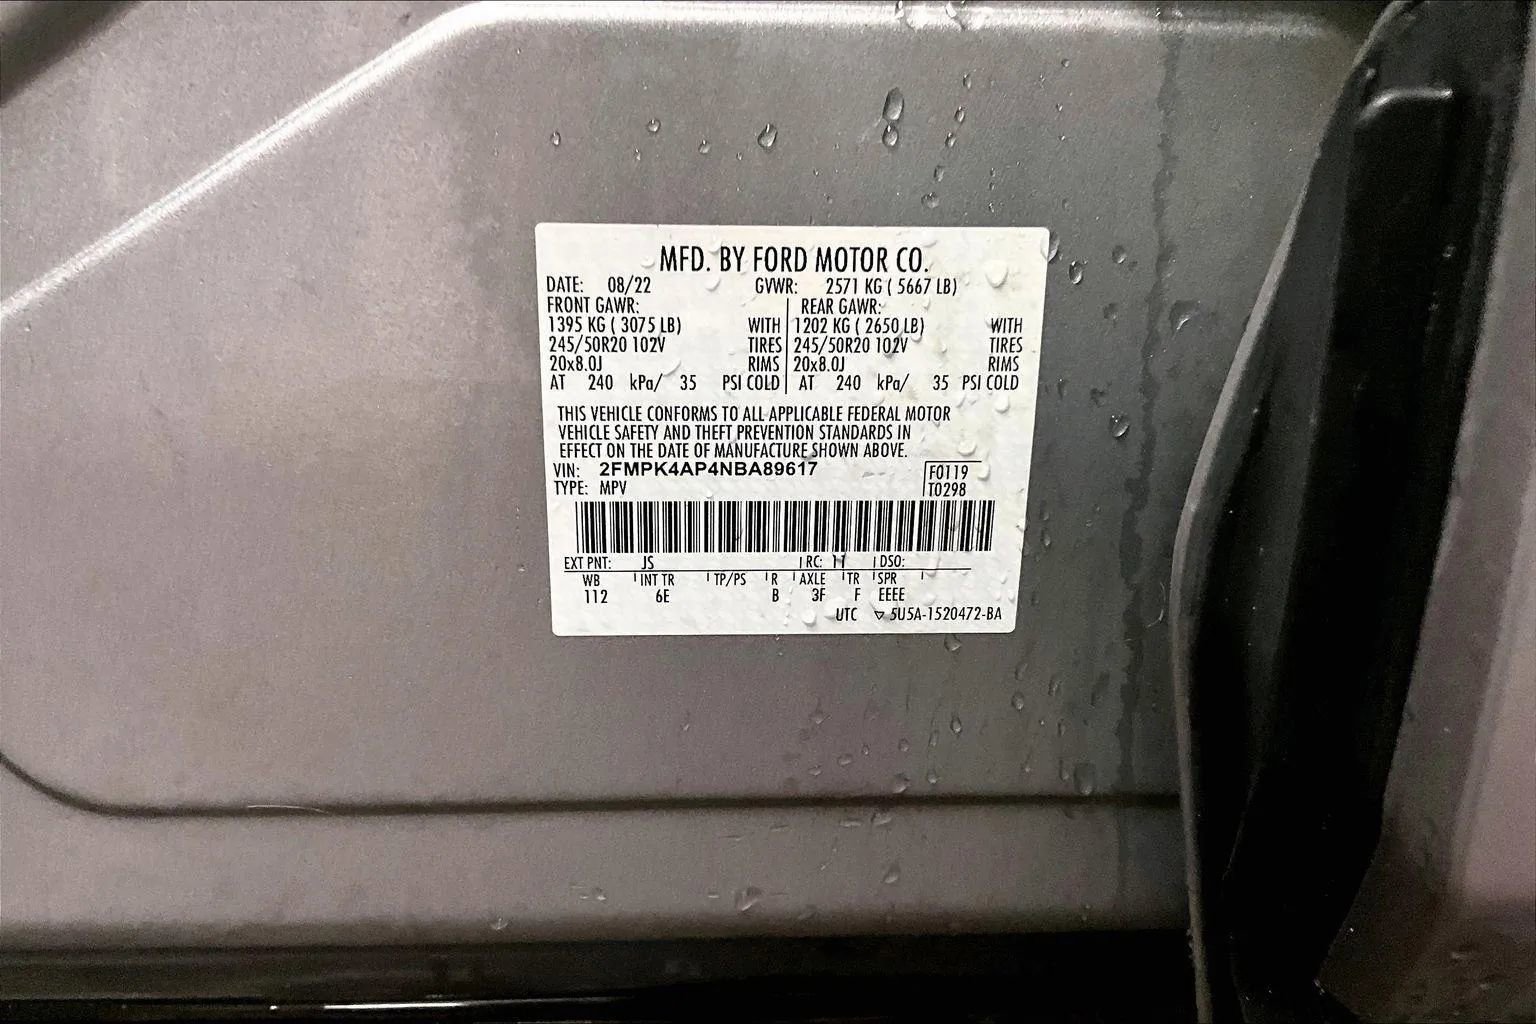 MFD. BY FORD MOTOR CO.
DATE: 08/22 GVWR: 2571 KG ( 5667 LB)
FRONT GAWR: REAR GAWR:
1395 KG ( 3075 LB) WITH 1202 KG ( 2650 LB) WITH
245/50R20 102V TIRES 245/50R20 102V TIRES
20x8.0J RIMS 20x8.0J RIMS
AT 240 kPa/ 35 PSI COLD AT 240 kPa/ 35 PSI COLD
THIS VEHICLE CONFORMS TO ALL APPLICABLE FEDERAL MOTOR
VEHICLE SAFETY AND THEFT PREVENTION STANDARDS IN
EFFECT ON THE DATE OF MANUFACTURE SHOWN ABOVE.
VIN: 2FMPK4AP4NBA89617 F0119
TYPE: MPV T0298
EXT PNT: JS RC: 11 DSO:
WB INT TR TP/PS R AXLE TR SPR
112 6E B 3F F EEEE
UTC ▽ 5U5A-1520472-BA